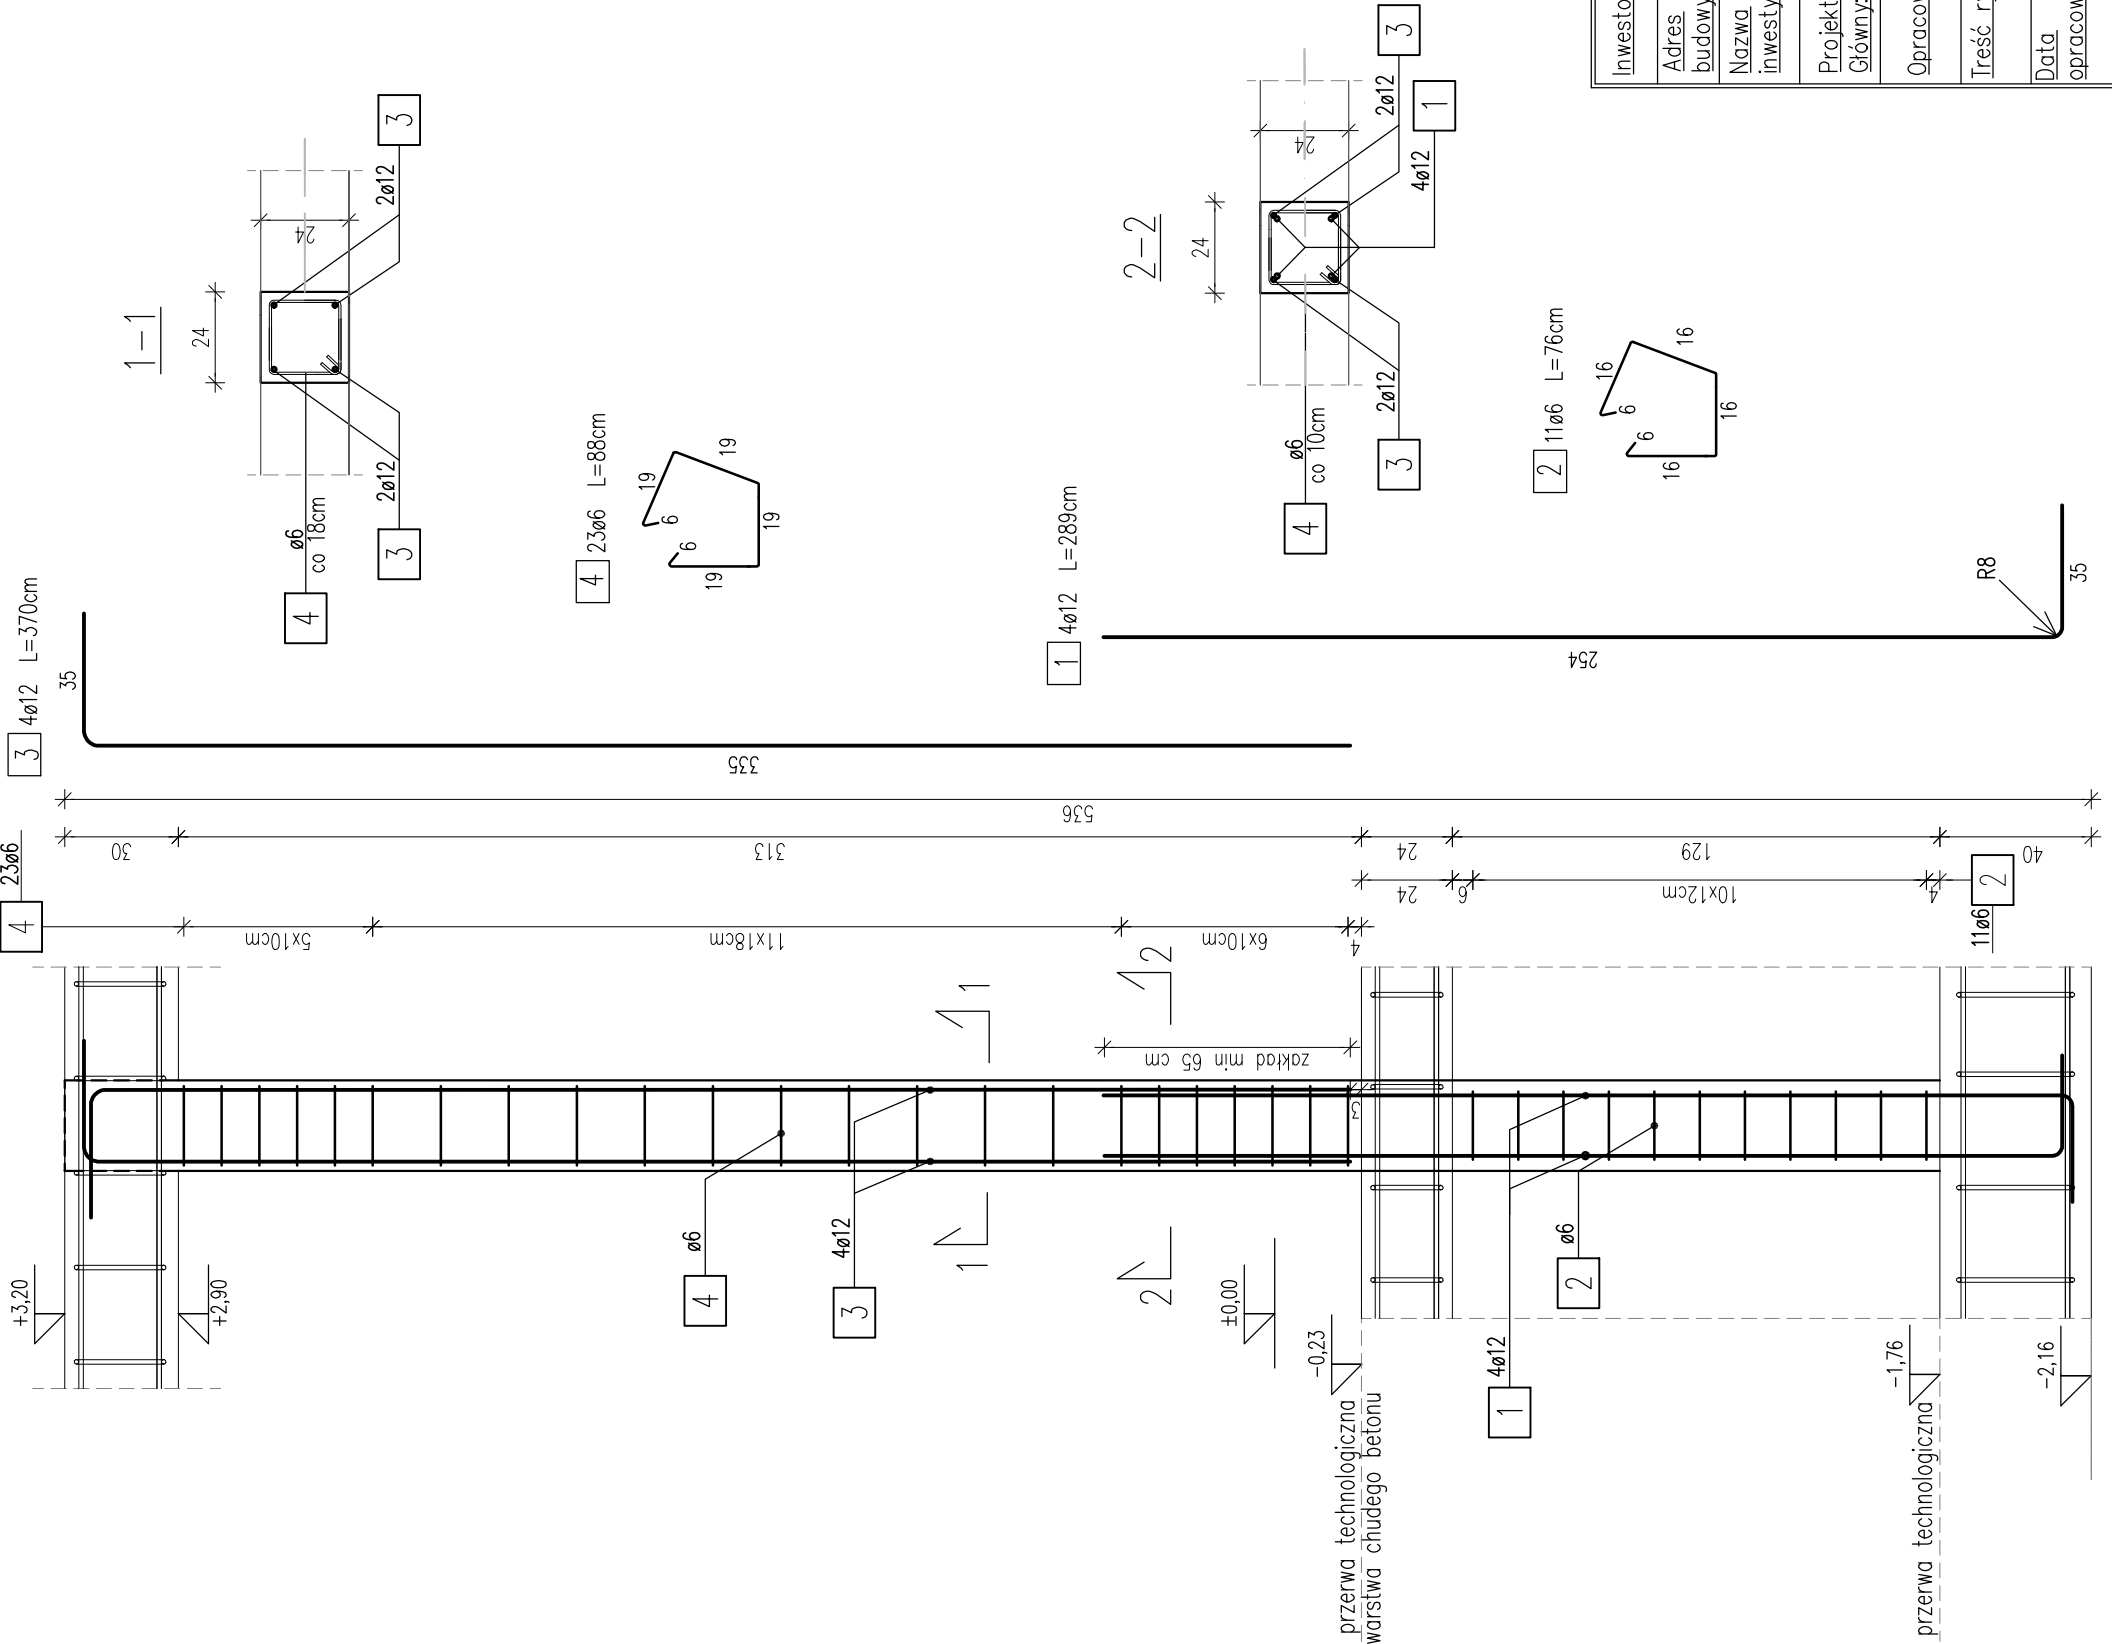 3 4ø12 L=370cm
35
335
1-1
24
24
2ø12
3
2ø12
3
ø6
co 18cm
4
4 23ø6 L=88cm
19
19
19
19
6
6
1 4ø12 L=289cm
254
35
R8
2-2
24
24
2ø12
3
4ø12
1
2ø12
3
ø6
co 10cm
4
2 11ø6 L=76cm
16
16
16
16
6
6
536
30
313
24
129
40
4
23ø6
5x10cm
11x18cm
6x10cm
4
24
6
10x12cm
4
2
11ø6
1
1
2
2
zakład min 65 cm
3
ø6
4
4ø12
3
4ø12
1
ø6
2
+3,20
+2,90
±0,00
-0,23
-1,76
-2,16
przerwa technologiczna
warstwa chudego betonu
przerwa technologiczna
Inwesto
Adres
budowy
Nazwa
inwesty
Projekt
Główny:
Opracov
Treść r
Data
opracow